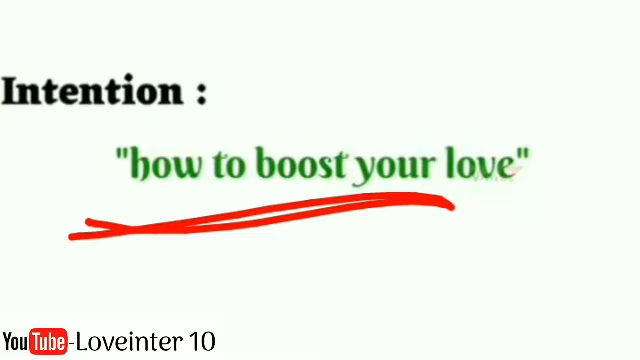 Intention :
"how to boost your love"
YouTube-Loveinter 10